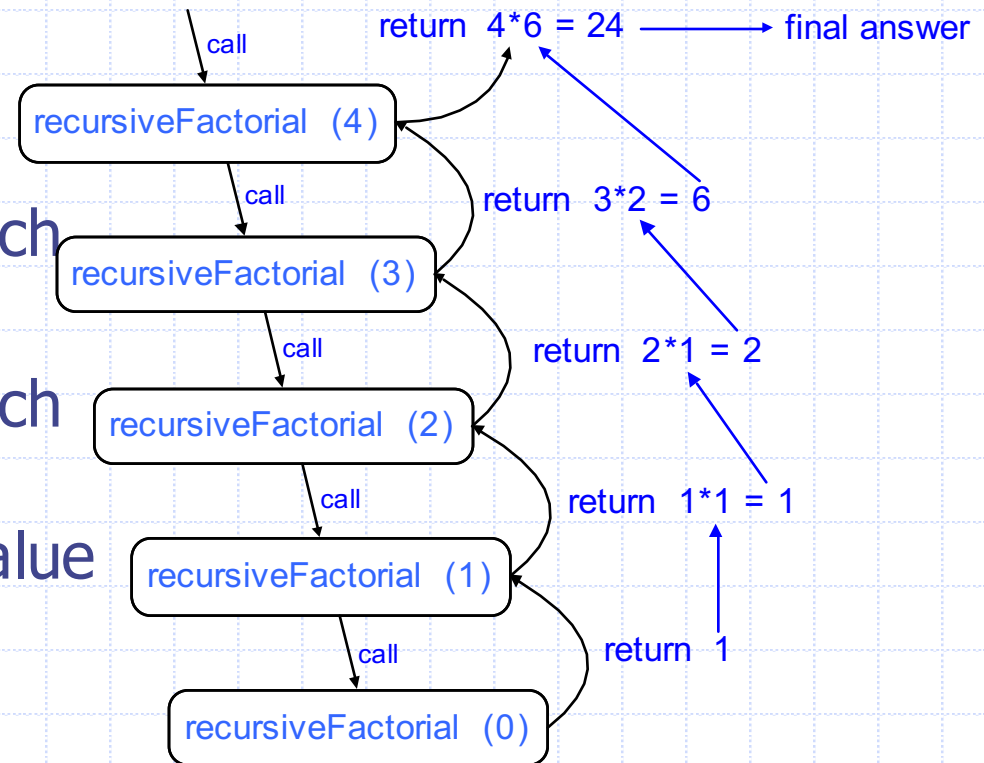 call
return 4*6 = 24
final answer
recursiveFactorial (4)
call
return 3*2 = 6
ch
recursiveFactorial (3)
call
return 2*1 = 2
ch
recursiveFactorial (2)
call
return 1*1 = 1
alue
recursiveFactorial (1)
call
return 1
recursiveFactorial (0)